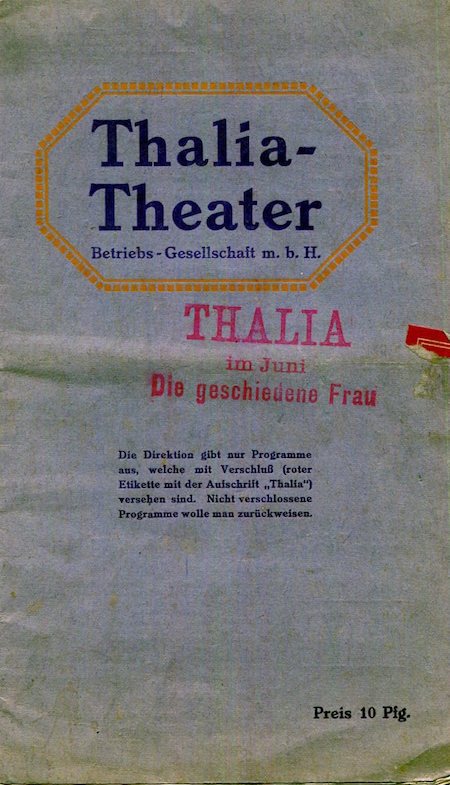 Thalia-
Theater
Betriebs-Gesellschaft m. b. H.
THALIA
im Juni
Die geschiedene Frau
Die Direktion gibt nur Programme
aus, welche mit Verschluß (roter
Etikette mit der Aufschrift „Thalia“)
versehen sind. Nicht verschlossene
Programme wolle man zurückweisen.
Preis 10 Pfg.